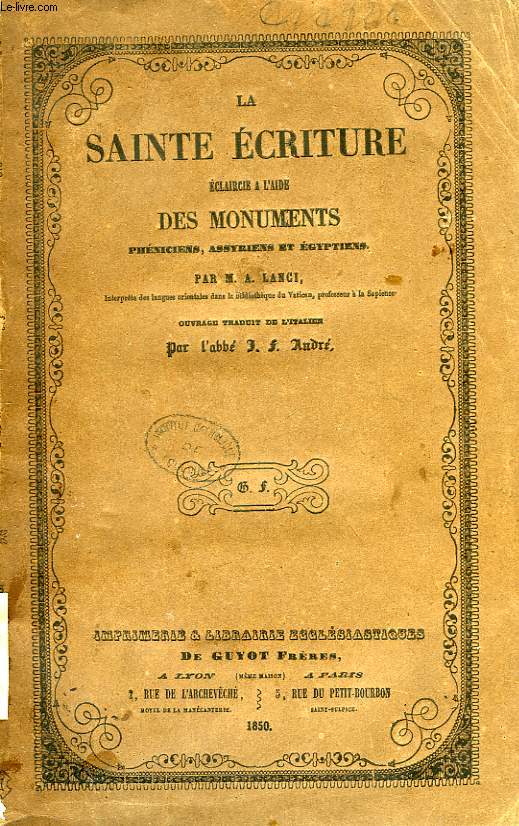 Le-livre.com
LA
SAINTE ÉCRITURE
ÉCLAIRCIE A L'AIDE
DES MONUMENTS
PHÉNICIENS, ASSYRIENS ET ÉGYPTIENS.
PAR M. A. LANCI,
Interprète des langues orientales dans la bibliothèque du Vatican, professeur à la Sapience
OUVRAGE TRADUIT DE L'ITALIEN
Par l'abbé J. F. André.
G. F.
IMPRIMERIE & LIBRAIRIE ECCLÉSIASTIQUES
DE GUYOT FRÈRES,
A LYON (MÊME MAISON) A PARIS
2, RUE DE L'ARCHEVÊCHÉ, 5, RUE DU PETIT-BOURBON
HOTEL DE LA MANÉCANTERIE. SAINT-SULPICE.
1850.